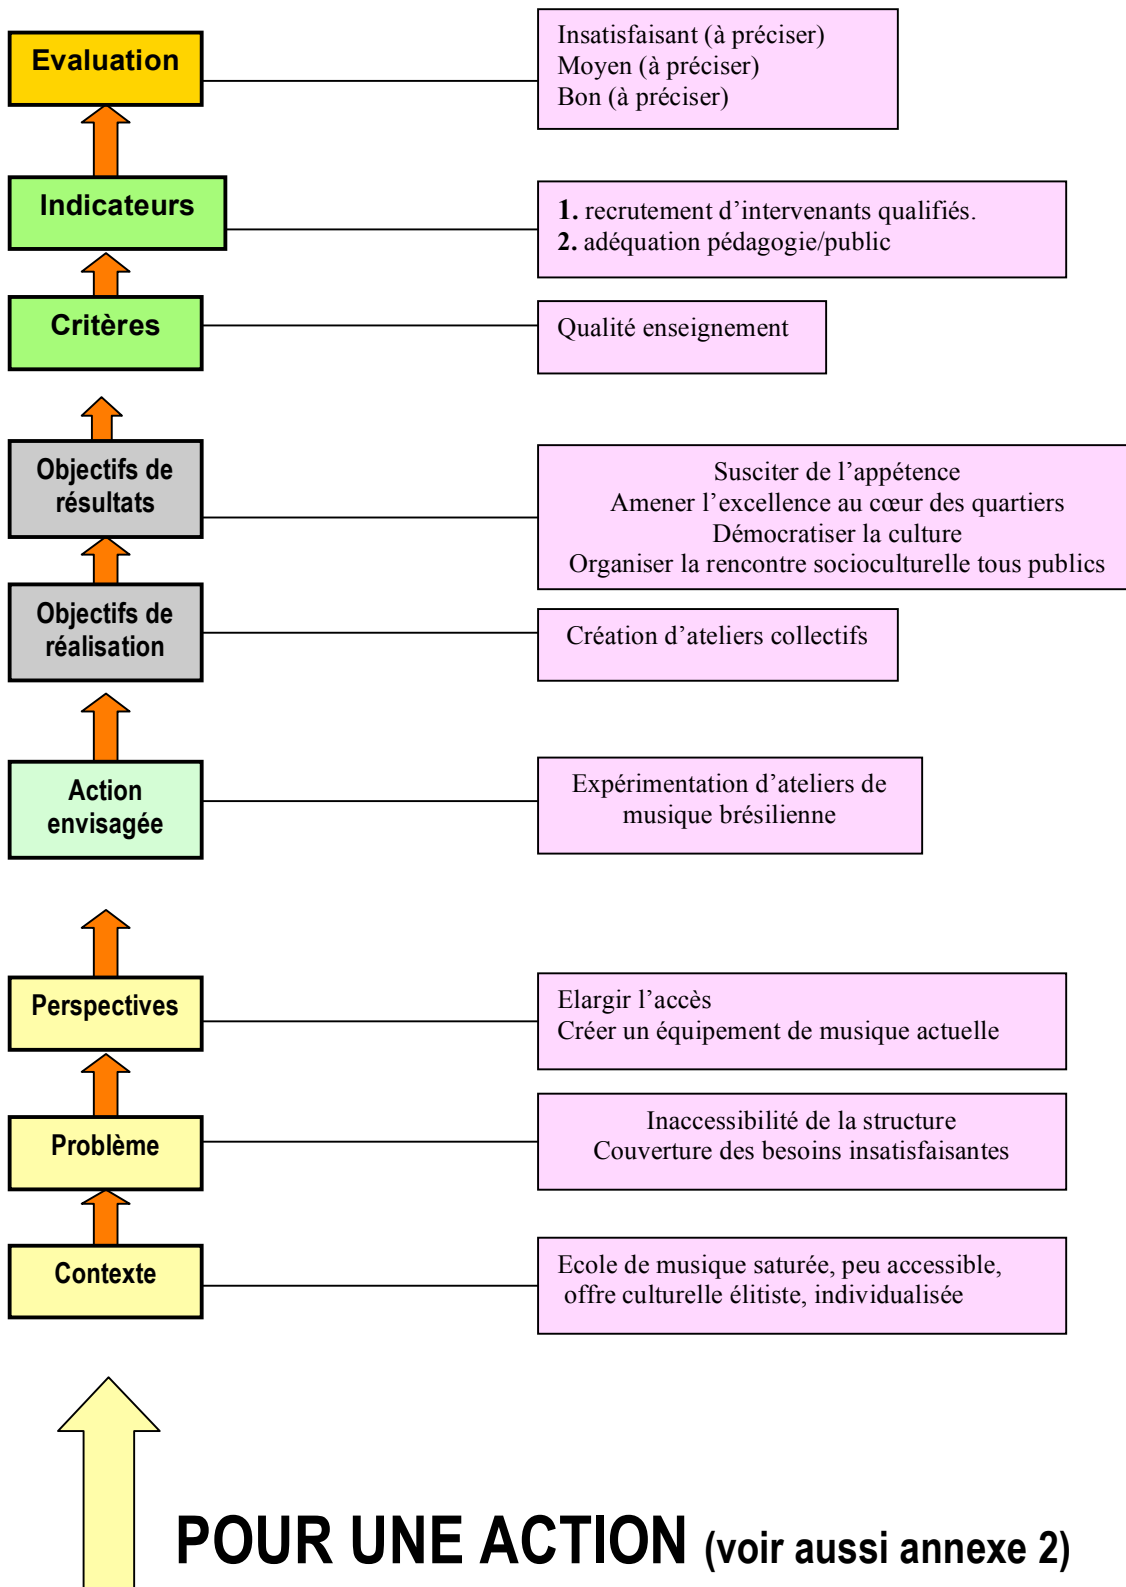 Evaluation
Insatisfaisant (à préciser)
Moyen (à préciser)
Bon (à préciser)
Indicateurs
1. recrutement d’intervenants qualifiés.
2. adéquation pédagogie/public
Critères
Qualité enseignement
Objectifs de
résultats
Susciter de l’appétence
Amener l’excellence au cœur des quartiers
Démocratiser la culture
Organiser la rencontre socioculturelle tous publics
Objectifs de
réalisation
Création d’ateliers collectifs
Action
envisagée
Expérimentation d’ateliers de
musique brésilienne
Perspectives
Elargir l’accès
Créer un équipement de musique actuelle
Problème
Inaccessibilité de la structure
Couverture des besoins insatisfaisantes
Contexte
Ecole de musique saturée, peu accessible,
offre culturelle élitiste, individualisée
POUR UNE ACTION (voir aussi annexe 2)